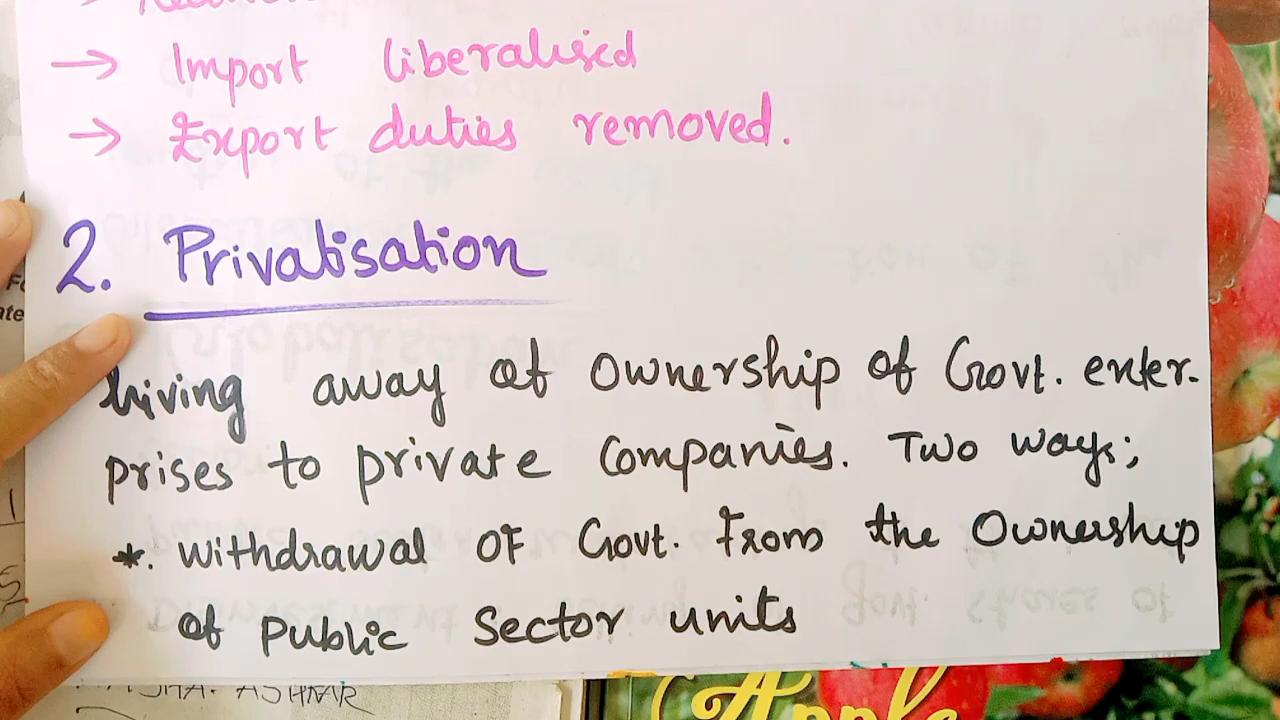 → Import liberalised
→ Export duties removed.
2. Privatisation
Giving away of ownership of Govt. enter-
prises to private Companies. Two ways;
*. Withdrawal OF Govt. From the Ownership
of Public Sector units
Apple